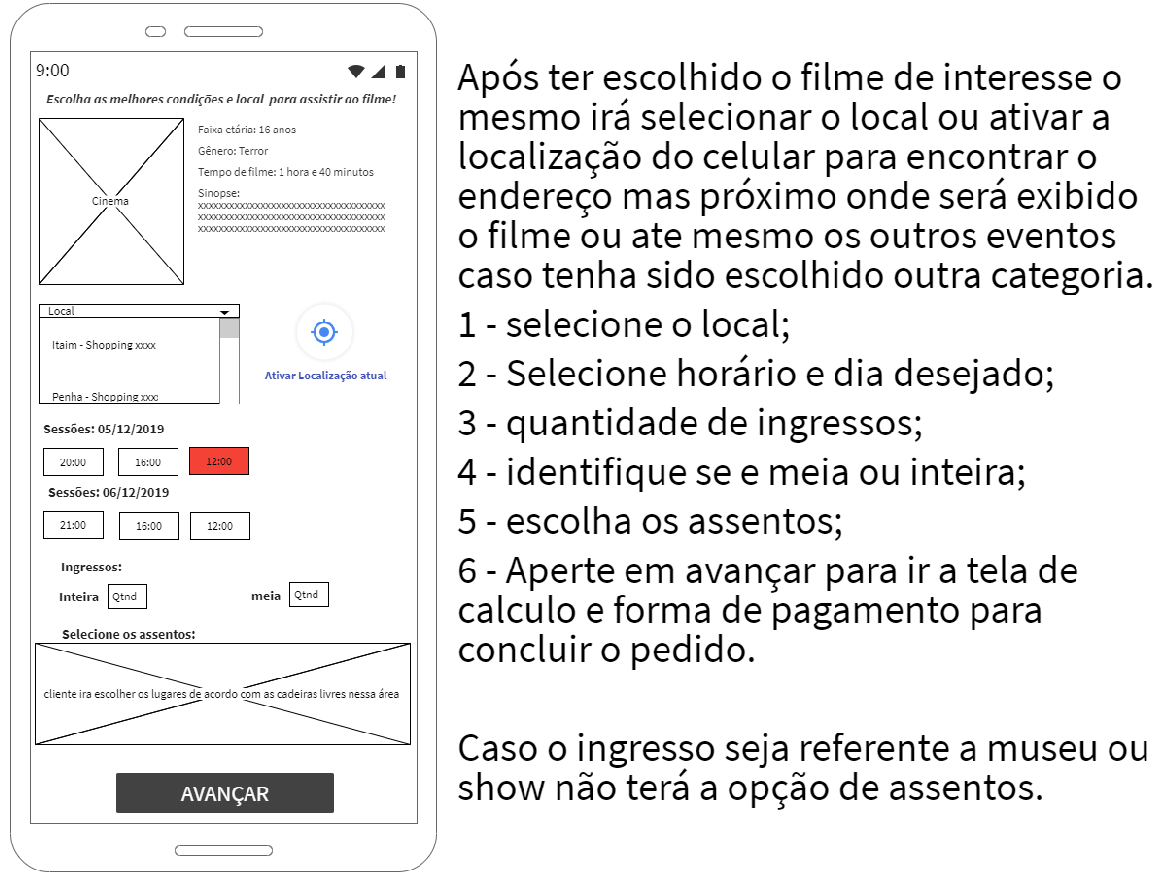 9:00
Escolha as melhores condições e local para assistir ao filme!
Cinema
Faixa etária: 16 anos
Gênero: Terror
Tempo de filme: 1 hora e 40 minutos
Sinopse:
xxxxxxxxxxxxxxxxxxxxxxxxxxxxxxxxxxxxx
xxxxxxxxxxxxxxxxxxxxxxxxxxxxxxxxxxxxx
xxxxxxxxxxxxxxxxxxxxxxxxxxxxxxxxxxxxx
Local
Itaim - Shopping xxxx
Penha - Shopping xxxx
Ativar Localização atual
Sessões: 05/12/2019
20:00 16:00 12:00
Sessões: 06/12/2019
21:00 16:00 12:00
Ingressos:
Inteira Qtnd meia Qtnd
Selecione os assentos:
cliente ira escolher os lugares de acordo com as cadeiras livres nessa área
AVANÇAR
Após ter escolhido o filme de interesse o
mesmo irá selecionar o local ou ativar a
localização do celular para encontrar o
endereço mas próximo onde será exibido
o filme ou ate mesmo os outros eventos
caso tenha sido escolhido outra categoria.
1 - selecione o local;
2 - Selecione horário e dia desejado;
3 - quantidade de ingressos;
4 - identifique se e meia ou inteira;
5 - escolha os assentos;
6 - Aperte em avançar para ir a tela de
calculo e forma de pagamento para
concluir o pedido.
Caso o ingresso seja referente a museu ou
show não terá a opção de assentos.